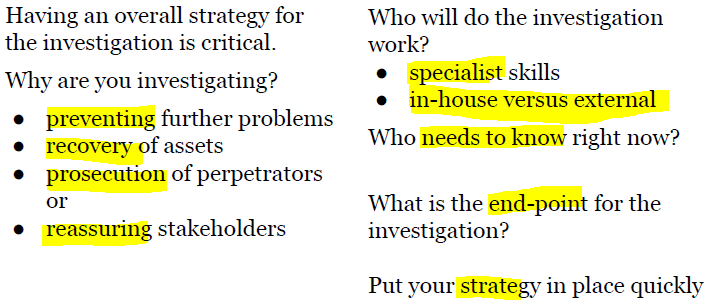 Having an overall strategy for
the investigation is critical.
Why are you investigating?
● preventing further problems
● recovery of assets
● prosecution of perpetrators
or
● reassuring stakeholders
Who will do the investigation
work?
● specialist skills
● in-house versus external
Who needs to know right now?
What is the end-point for the
investigation?
Put your strategy in place quickly